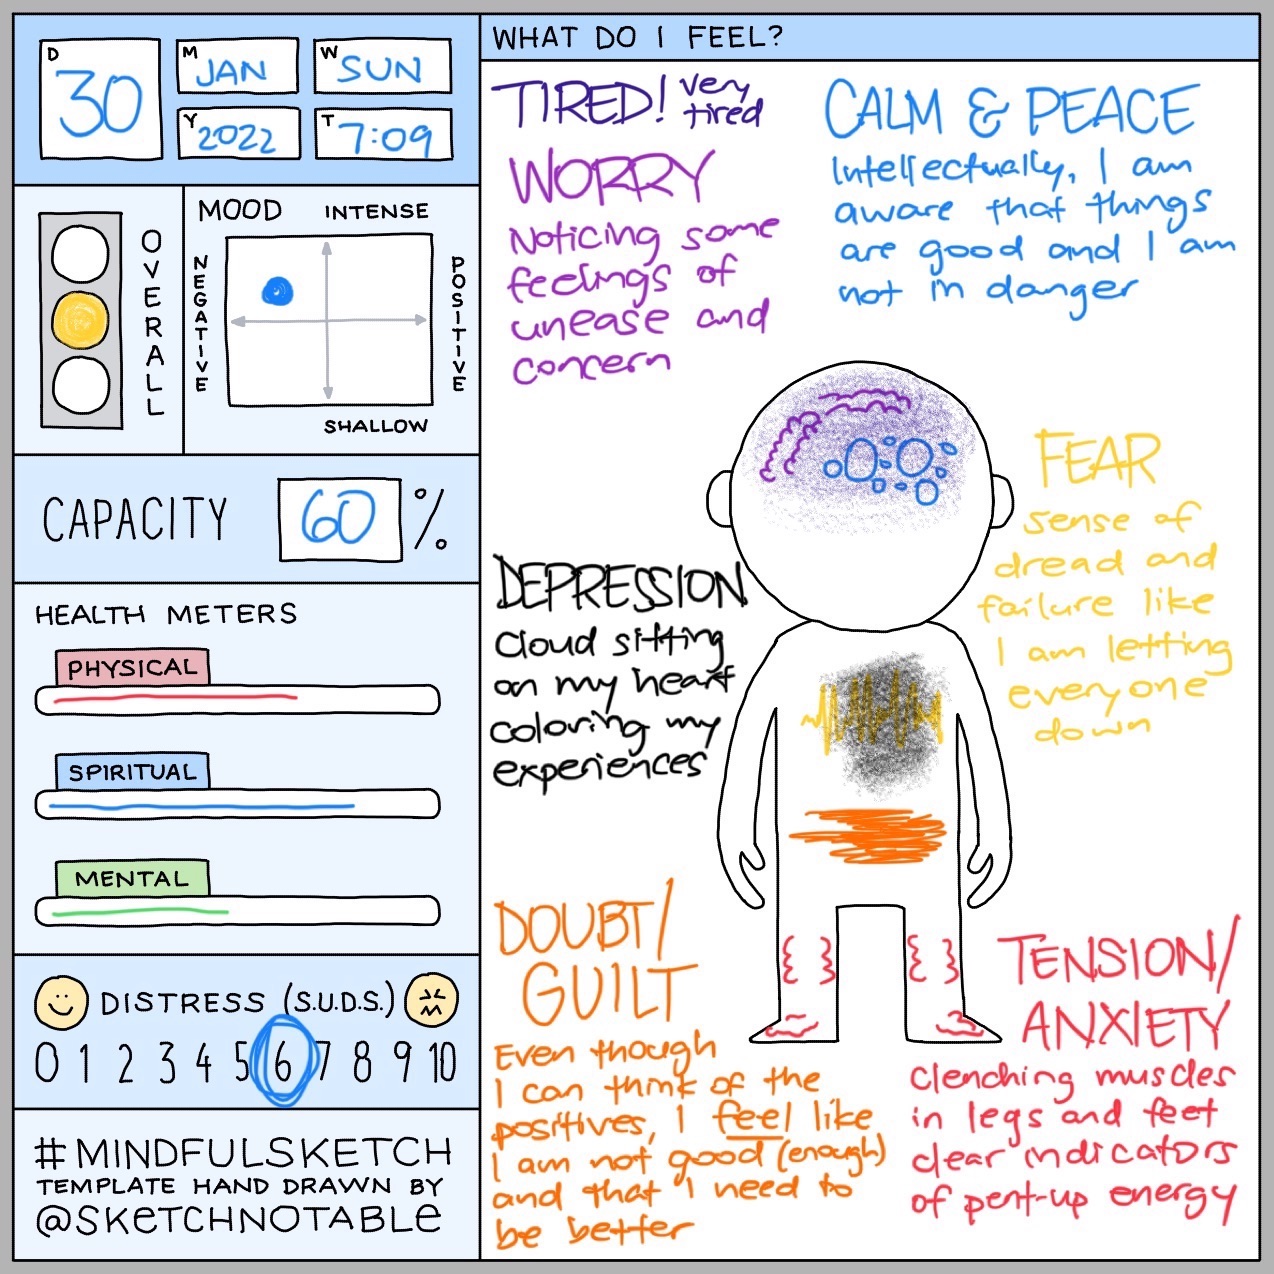 D
30
M
JAN
W
SUN
Y
2022
T
7:09
OVERALL
MOOD
INTENSE
NEGATIVE
POSITIVE
SHALLOW
CAPACITY
60 %
HEALTH METERS
PHYSICAL
SPIRITUAL
MENTAL
DISTRESS (S.U.D.S.)
0 1 2 3 4 5 6 7 8 9 10
#MINDFULSKETCH
TEMPLATE HAND DRAWN BY
@SKETCHNOTABLE
WHAT DO I FEEL?
TIRED! very
tired
WORRY
Noticing some
feelings of
unease and
concern
CALM & PEACE
Intellectually, I am
aware that things
are good and I am
not in danger
FEAR
sense of
dread and
failure like
I am letting
everyone
down
DEPRESSION
Cloud sitting
on my heart
coloring my
experiences
DOUBT/
GUILT
Even though
I can think of the
positives, I feel like
I am not good (enough)
and that I need to
be better
TENSION/
ANXIETY
Clenching muscles
in legs and feet
clear indicators
of pent-up energy